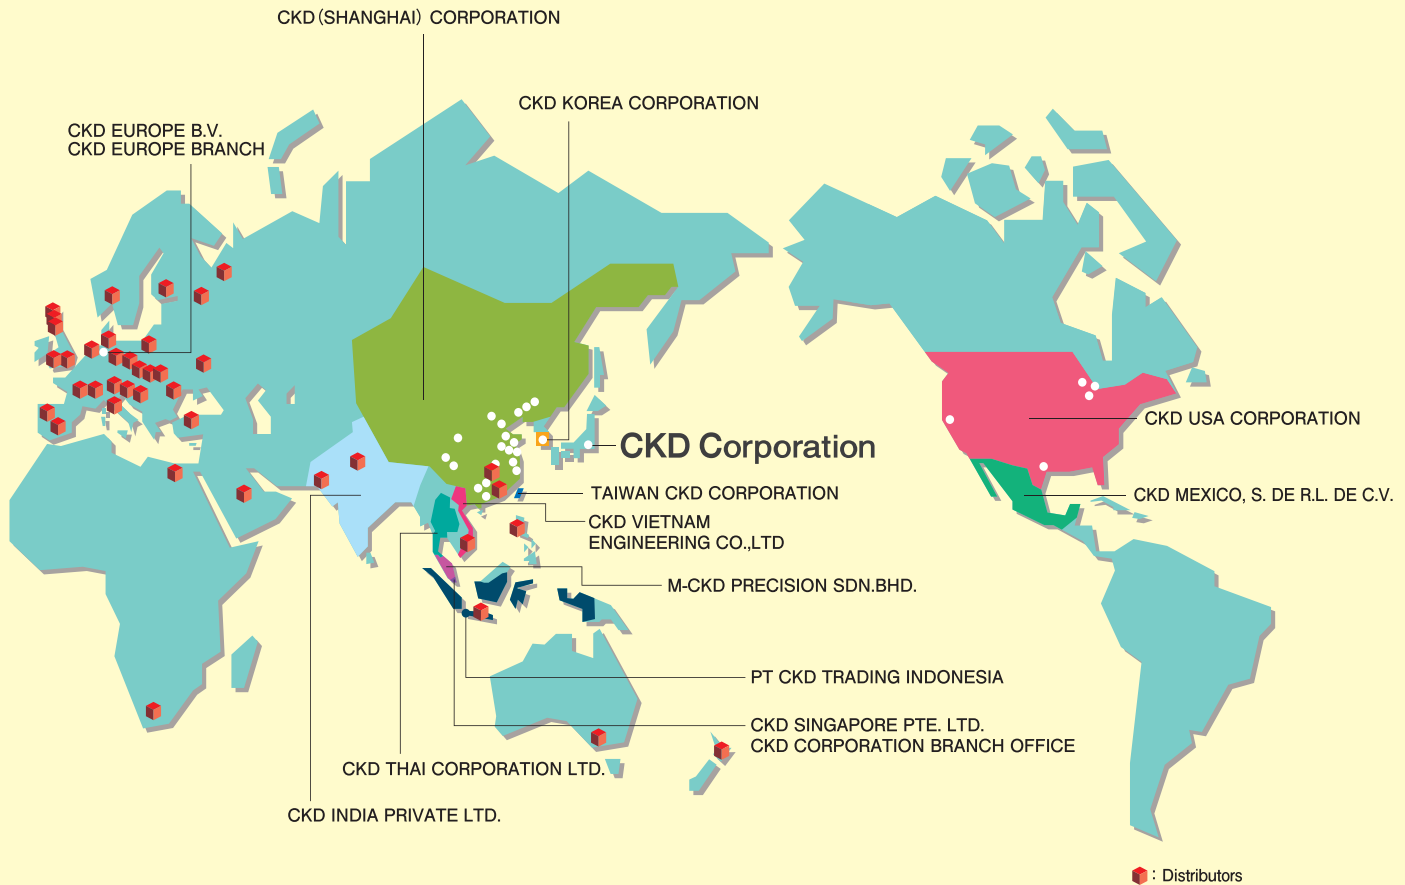 CKD(SHANGHAI) CORPORATION
CKD KOREA CORPORATION
CKD EUROPE B.V.
CKD EUROPE BRANCH
CKD USA CORPORATION
CKD Corporation
TAIWAN CKD CORPORATION
CKD MEXICO, S. DE R.L. DE C.V.
CKD VIETNAM
ENGINEERING CO.,LTD
M-CKD PRECISION SDN.BHD.
PT CKD TRADING INDONESIA
CKD SINGAPORE PTE. LTD.
CKD CORPORATION BRANCH OFFICE
CKD THAI CORPORATION LTD.
CKD INDIA PRIVATE LTD.
: Distributors